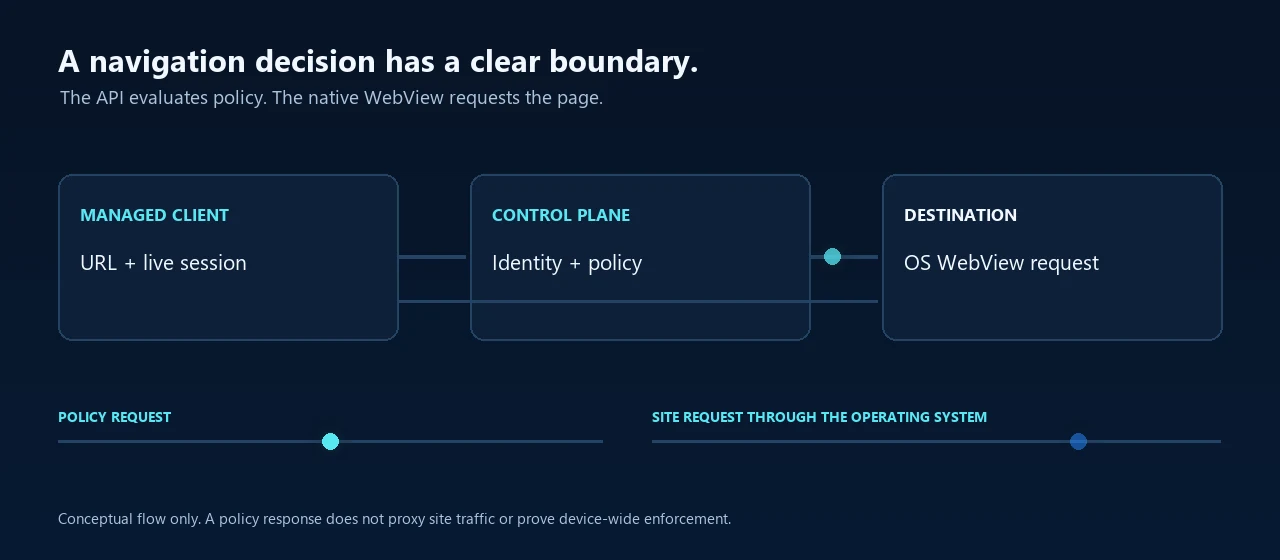 A navigation decision has a clear boundary.
The API evaluates policy. The native WebView requests the page.
MANAGED CLIENT
URL + live session
CONTROL PLANE
Identity + policy
DESTINATION
OS WebView request
POLICY REQUEST
SITE REQUEST THROUGH THE OPERATING SYSTEM
Conceptual flow only. A policy response does not proxy site traffic or prove device-wide enforcement.